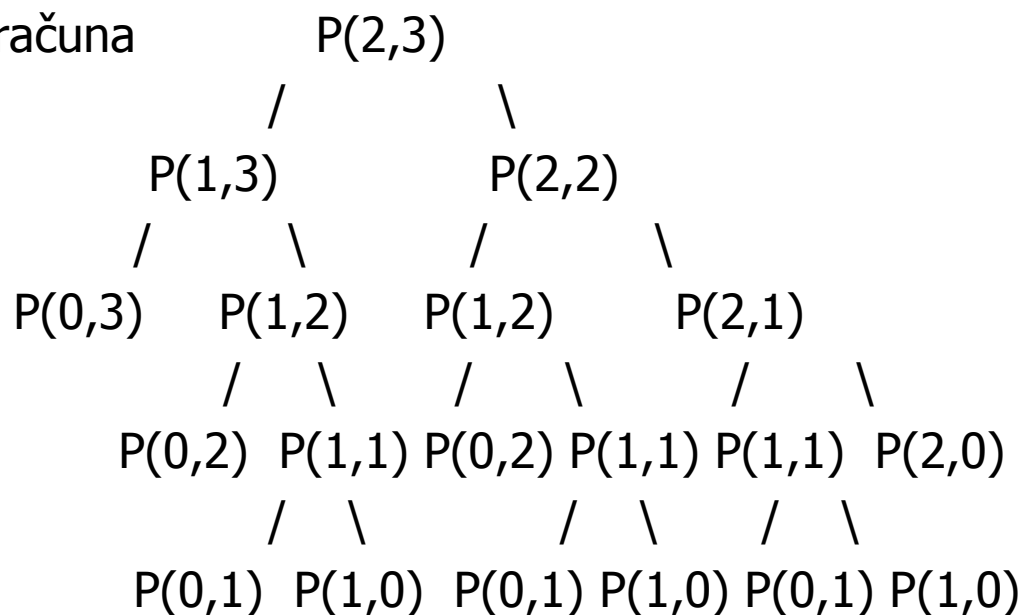 računa P(2,3)
/ \
P(1,3) P(2,2)
/ \ / \
P(0,3) P(1,2) P(1,2) P(2,1)
/ \ / \ / \
P(0,2) P(1,1) P(0,2) P(1,1) P(1,1) P(2,0)
/ \ / \ / \
P(0,1) P(1,0) P(0,1) P(1,0) P(0,1) P(1,0)